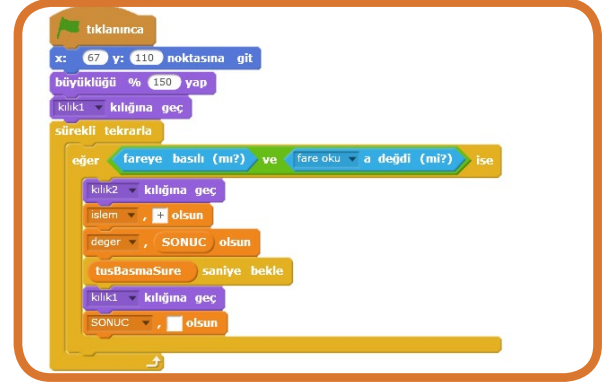 tıklanınca
x: 67 y: 110 noktasına git
büyüklüğü % 150 yap
kılık1 kılığına geç
sürekli tekrarla
eğer fareye basılı (mı?) ve fare oku a değdi (mi?) ise
kılık2 kılığına geç
islem , + olsun
deger , SONUC olsun
tusBasmaSure saniye bekle
kılık1 kılığına geç
SONUC , olsun